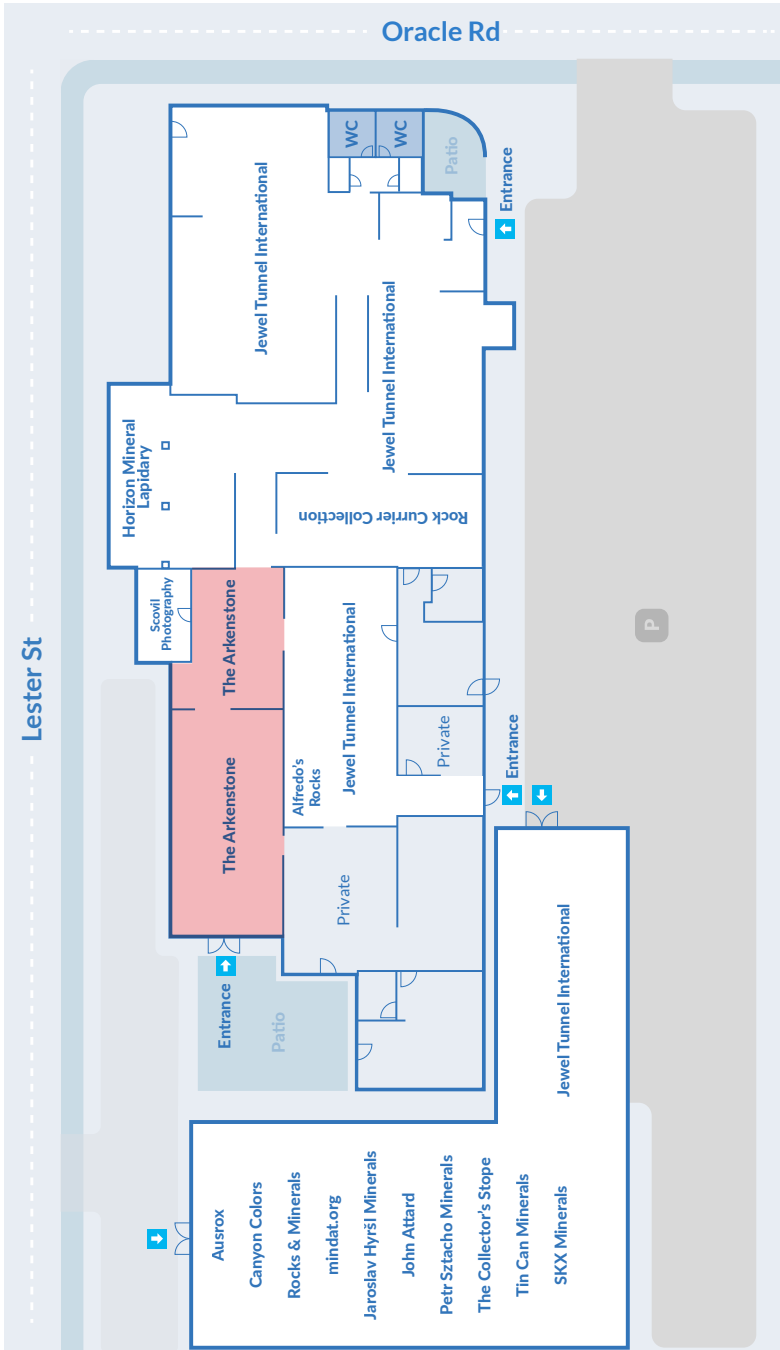 Oracle Rd
Lester St
WC
WC
Patio
Entrance
Jewel Tunnel International
Jewel Tunnel International
Horizon Mineral
Lapidary
Rock Currier Collection
Scovil
Photography
The Arkenstone
Jewel Tunnel International
P
The Arkenstone
Alfredo's
Rocks
Private
Entrance
Private
Entrance
Patio
Jewel Tunnel International
Ausrox
Canyon Colors
Rocks & Minerals
mindat.org
Jaroslav Hyršl Minerals
John Attard
Petr Sztacho Minerals
The Collector's Stope
Tin Can Minerals
SKX Minerals